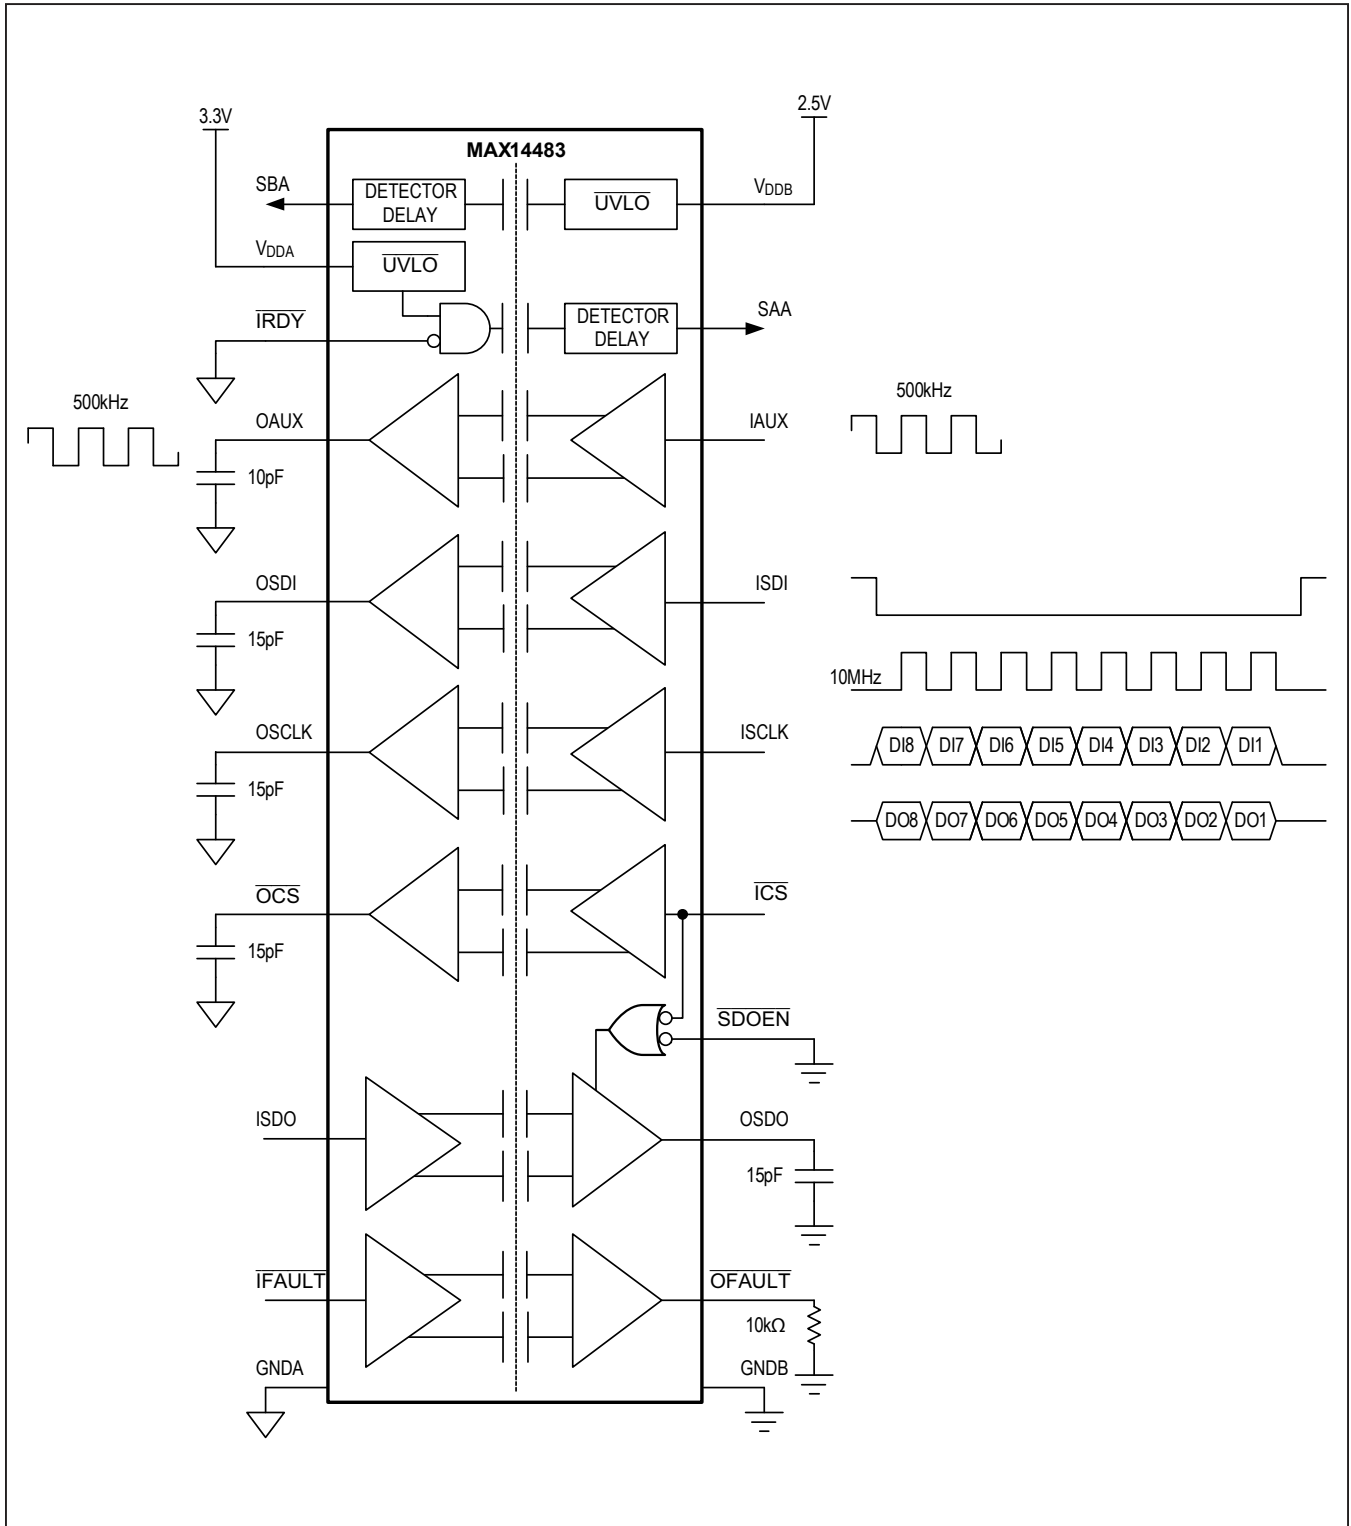 3.3V
2.5V
MAX14483
SBA
DETECTOR
DELAY
UVLO
VDDB
VDDA
UVLO
IRDY
DETECTOR
DELAY
SAA
500kHz
OAUX
IAUX
500kHz
10pF
OSDI
ISDI
15pF
10MHz
OSCLK
ISCLK
DI8 DI7 DI6 DI5 DI4 DI3 DI2 DI1
15pF
DO8 DO7 DO6 DO5 DO4 DO3 DO2 DO1
OCS
ICS
15pF
SDOEN
ISDO
OSDO
15pF
IFAULT
OFAULT
10kΩ
GNDA
GNDB